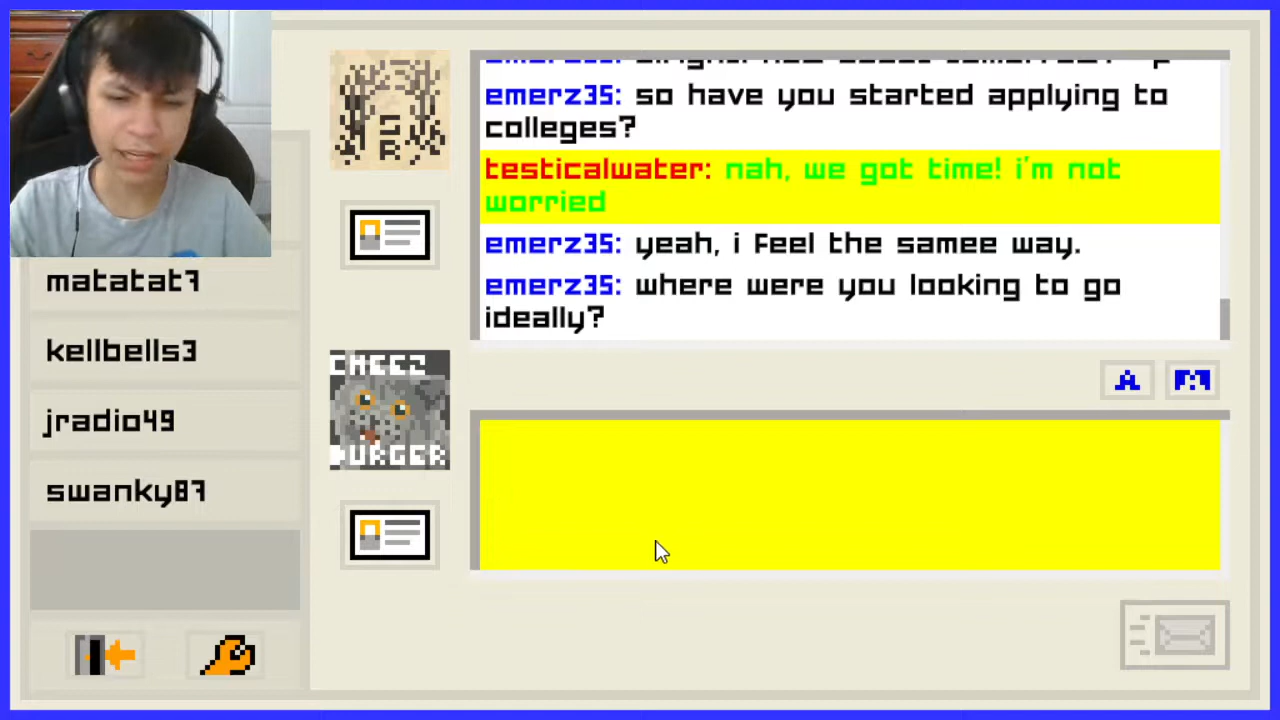 emerz35: so have you started applying to
colleges?
testicalwater: nah, we got time! i'm not
worried
emerz35: yeah, i feel the samee way.
emerz35: where were you looking to go
ideally?
matatat7
kellbells3
jradio49
swanky87
CHEEZ
BURGER
A